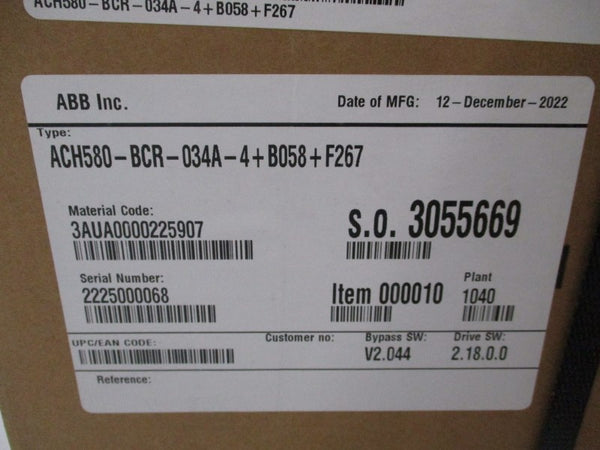 ACH580-BCR-034A-4+B058+F267
ABB Inc.
Date of MFG: 12-December-2022
Type:
ACH580-BCR-034A-4+B058+F267
Material Code:
3AUA0000225907
S.O. 3055669
Serial Number:
2225000068
Item 000010
Plant
1040
UPC/EAN CODE:
Customer no:
Bypass SW:
V2.044
Drive SW:
2.18.0.0
Reference: